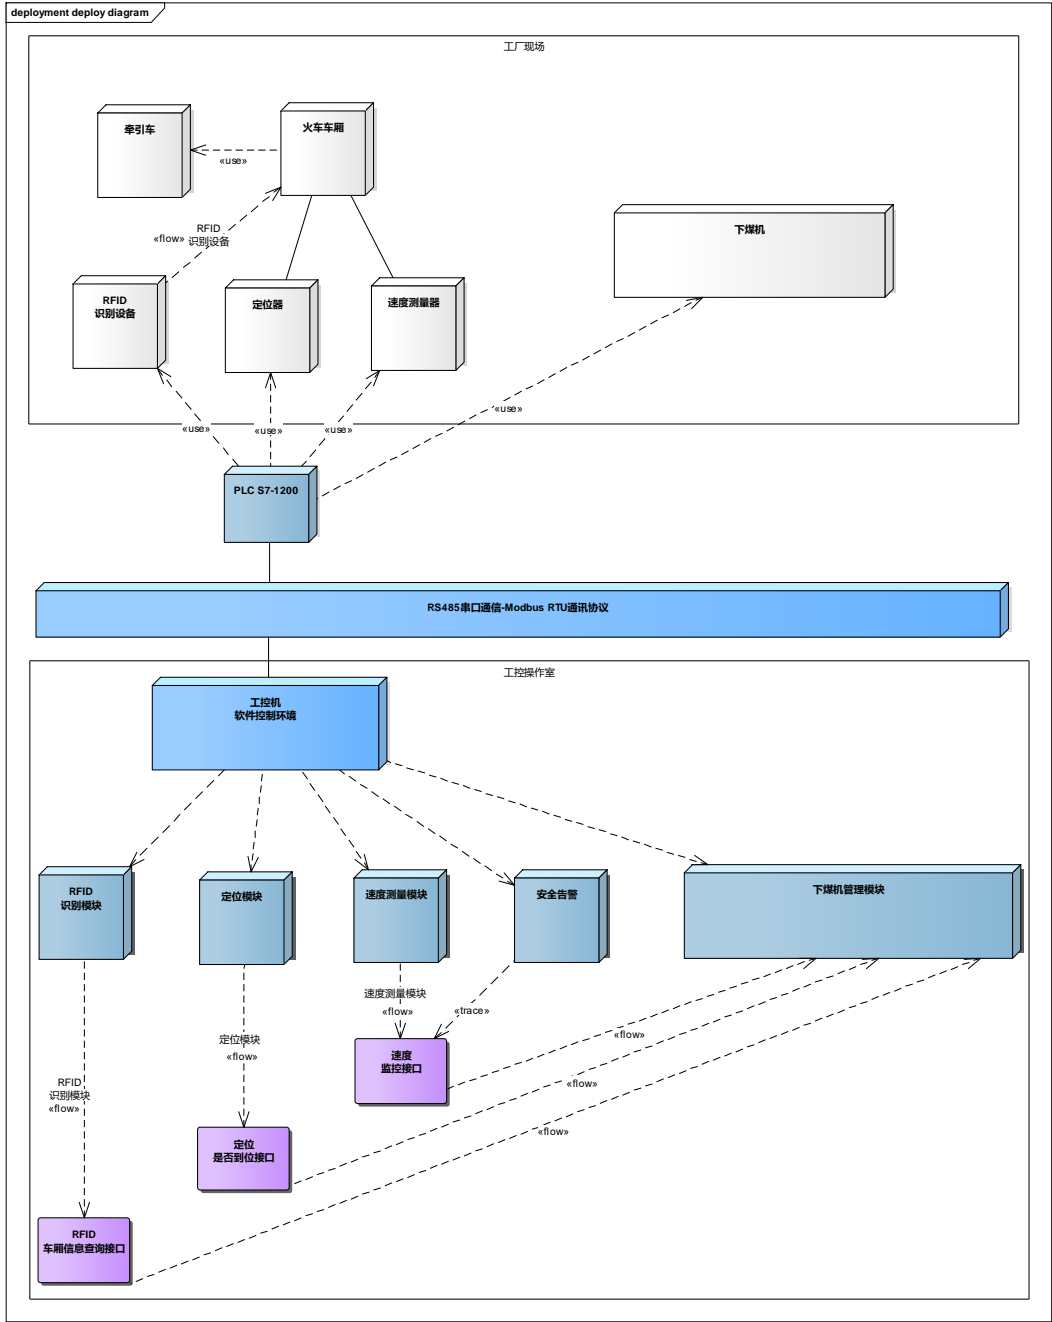 deployment deploy diagram
工厂现场
牵引车
火车车厢
«use»
下煤机
RFID
识别设备
«flow»
RFID
识别设备
定位器
速度测量器
«use»
«use»
«use»
«use»
PLC S7-1200
RS485串口通信-Modbus RTU通讯协议
工控操作室
工控机
软件控制环境
RFID
识别模块
定位模块
速度测量模块
安全告警
下煤机管理模块
速度测量模块
«flow»
«trace»
定位模块
«flow»
速度
监控接口
«flow»
RFID
识别模块
«flow»
«flow»
定位
是否到位接口
«flow»
RFID
车厢信息查询接口